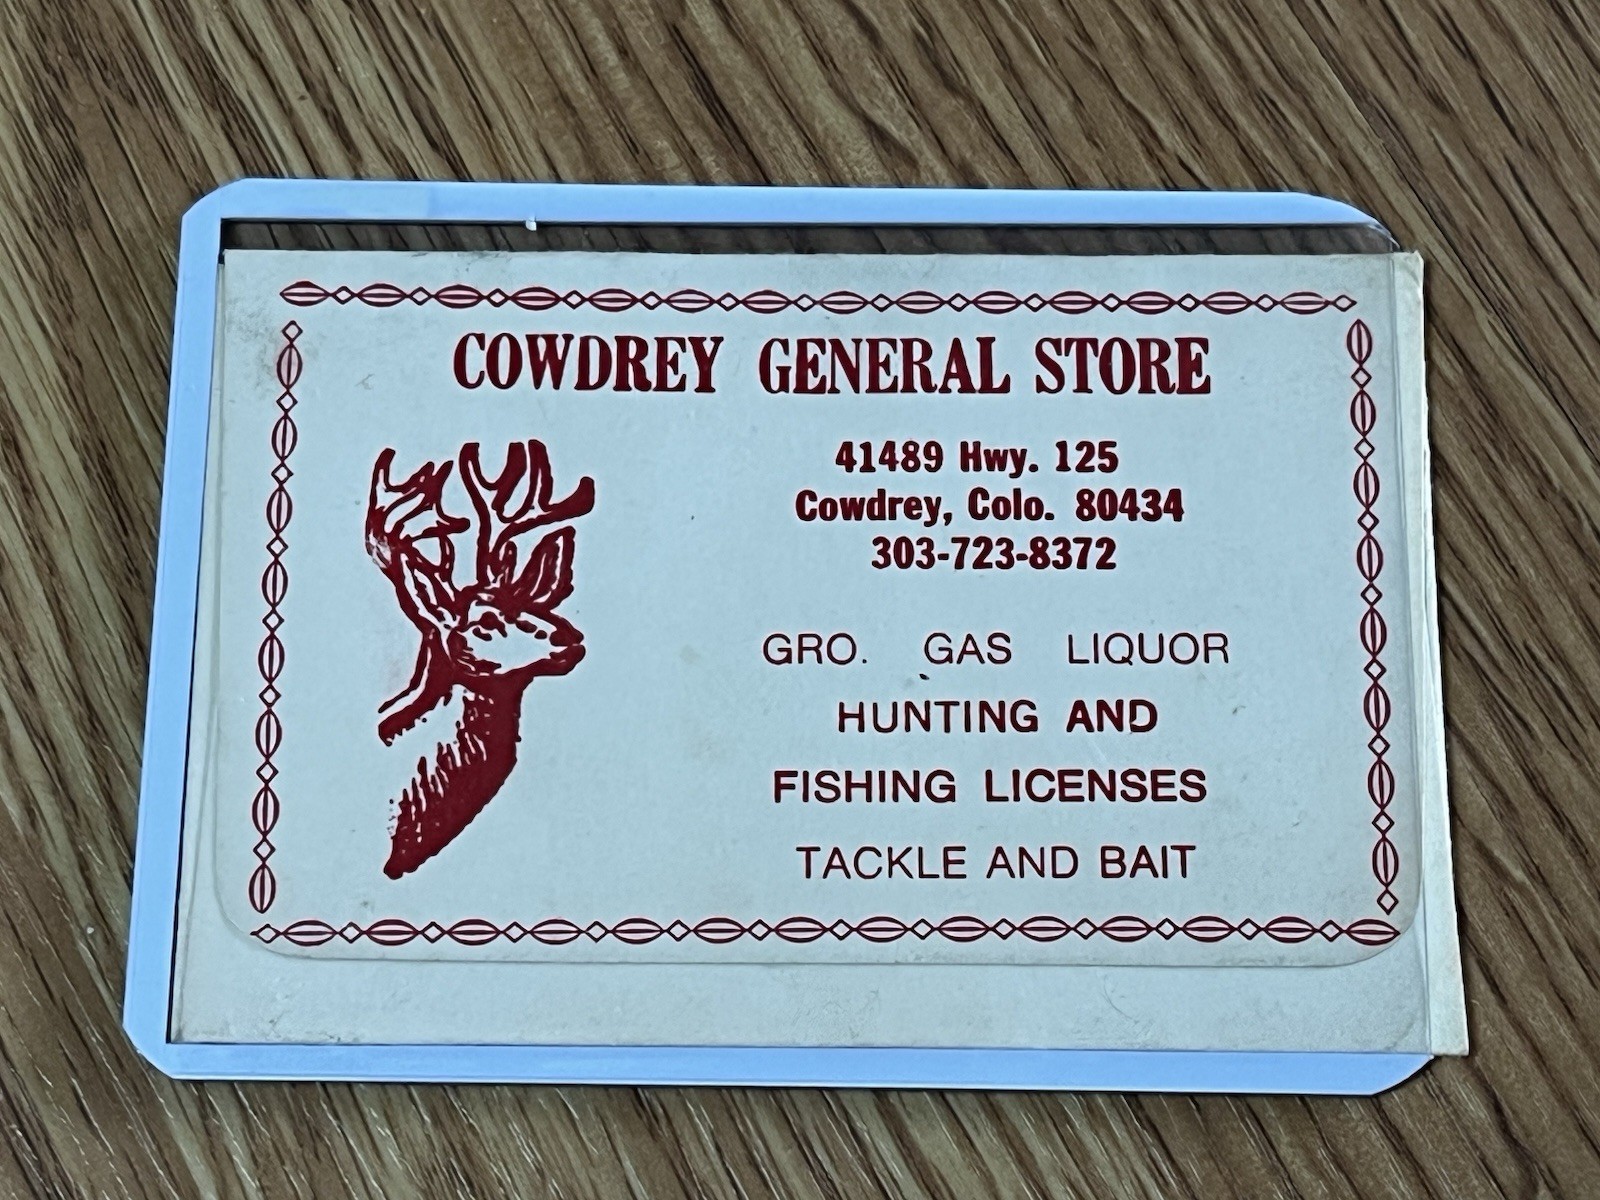 COWDREY GENERAL STORE
41489 Hwy. 125
Cowdrey, Colo. 80434
303-723-8372
GRO. GAS LIQUOR
HUNTING AND
FISHING LICENSES
TACKLE AND BAIT